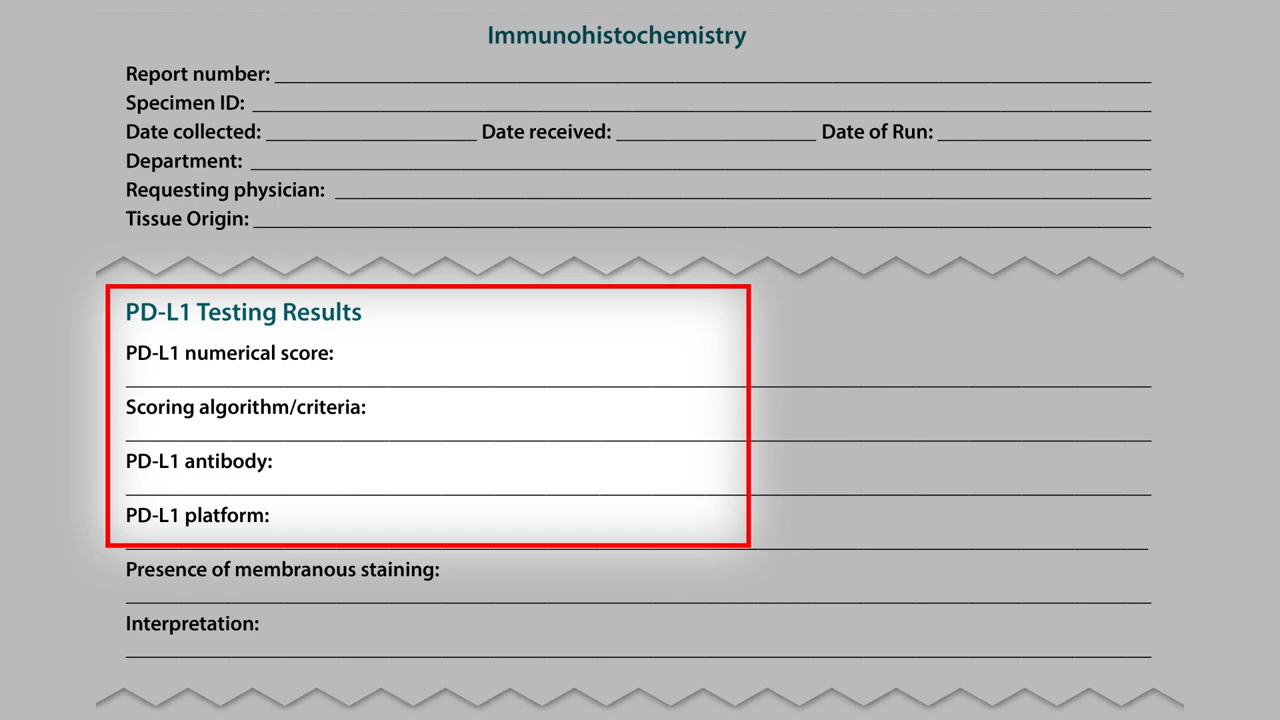 Immunohistochemistry
Report number:
Specimen ID:
Date collected: Date received: Date of Run:
Department:
Requesting physician:
Tissue Origin:
PD-L1 Testing Results
PD-L1 numerical score:
Scoring algorithm/criteria:
PD-L1 antibody:
PD-L1 platform:
Presence of membranous staining:
Interpretation: